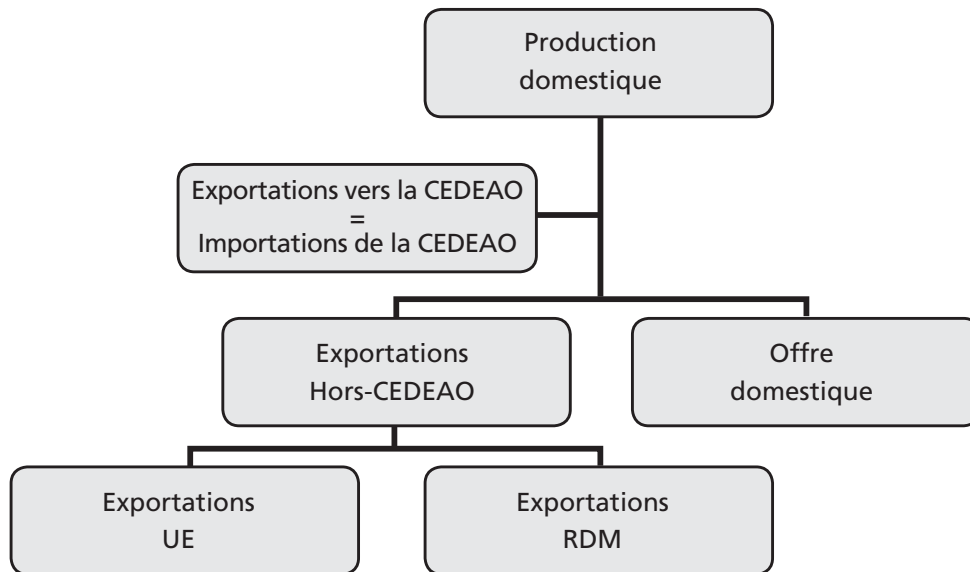 Production
domestique
Exportations vers la CEDEAO
=
Importations de la CEDEAO
Exportations
Hors-CEDEAO
Offre
domestique
Exportations
UE
Exportations
RDM